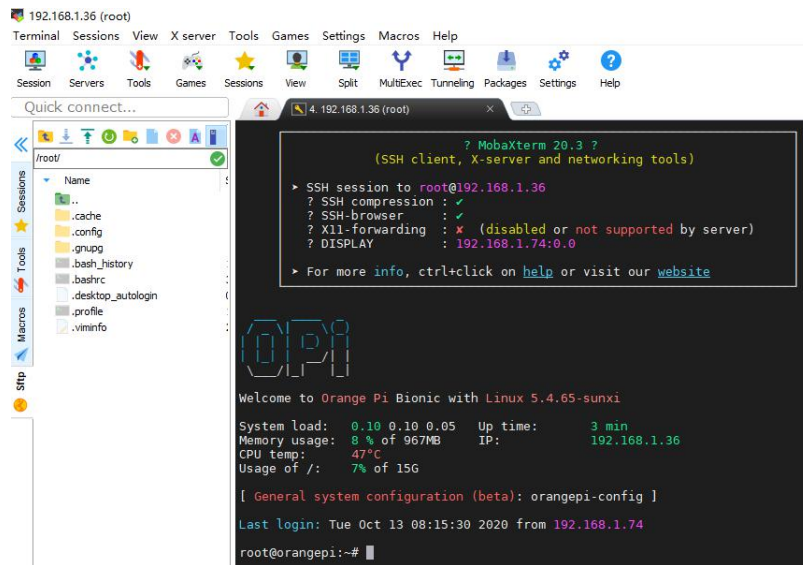 192.168.1.36 (root)
Terminal Sessions View X server Tools Games Settings Macros Help
Session Servers Tools Games Sessions View Split MultiExec Tunneling Packages Settings Help
Quick connect...
4. 192.168.1.36 (root)
/root/
Name
..
.cache
.config
.gnupg
.bash_history
.bashrc
.desktop_autologin
.profile
.viminfo
Sessions
Tools
Macros
Sftp
? MobaXterm 20.3 ?
(SSH client, X-server and networking tools)
➤ SSH session to root@192.168.1.36
? SSH compression : ✔
? SSH-browser : ✔
? X11-forwarding : ✘ (disabled or not supported by server)
? DISPLAY : 192.168.1.74:0.0
➤ For more info, ctrl+click on help or visit our website
OPi
Welcome to Orange Pi Bionic with Linux 5.4.65-sunxi
System load: 0.10 0.10 0.05 Up time: 3 min
Memory usage: 8 % of 967MB IP: 192.168.1.36
CPU temp: 47°C
Usage of /: 7% of 15G
[ General system configuration (beta): orangepi-config ]
Last login: Tue Oct 13 08:15:30 2020 from 192.168.1.74
root@orangepi:~#